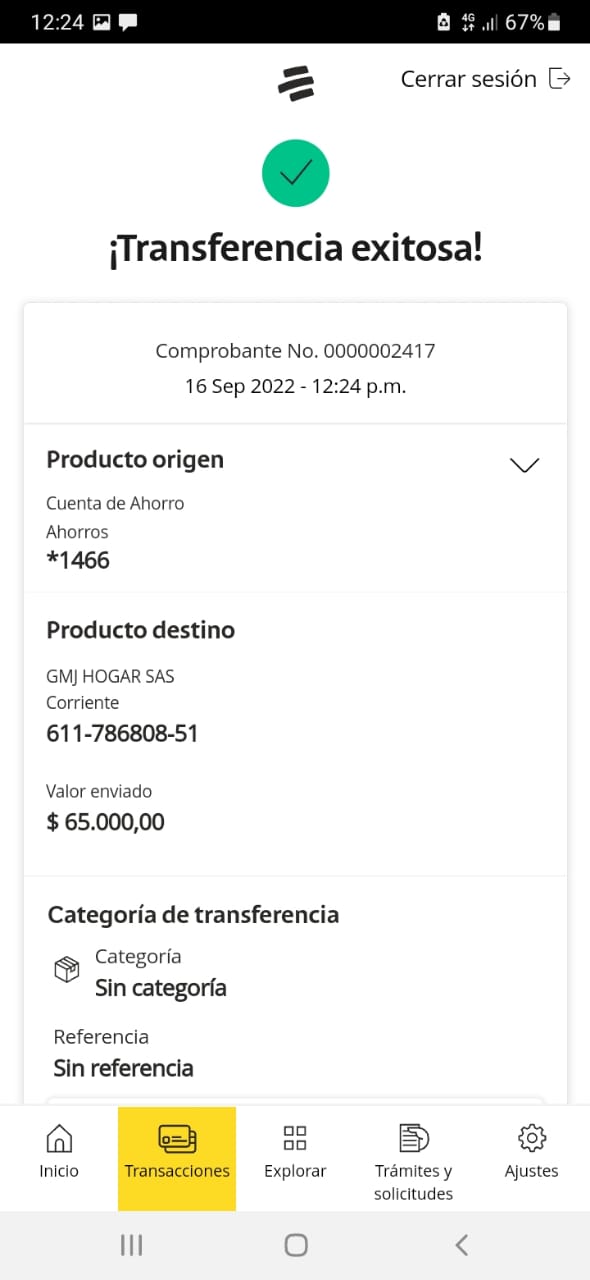 12:24
4G 67%
Cerrar sesión
¡Transferencia exitosa!
Comprobante No. 0000002417
16 Sep 2022 - 12:24 p.m.
Producto origen
Cuenta de Ahorro
Ahorros
*1466
Producto destino
GMJ HOGAR SAS
Corriente
611-786808-51
Valor enviado
$ 65.000,00
Categoría de transferencia
Categoría
Sin categoría
Referencia
Sin referencia
Inicio
Transacciones
Explorar
Trámites y
solicitudes
Ajustes